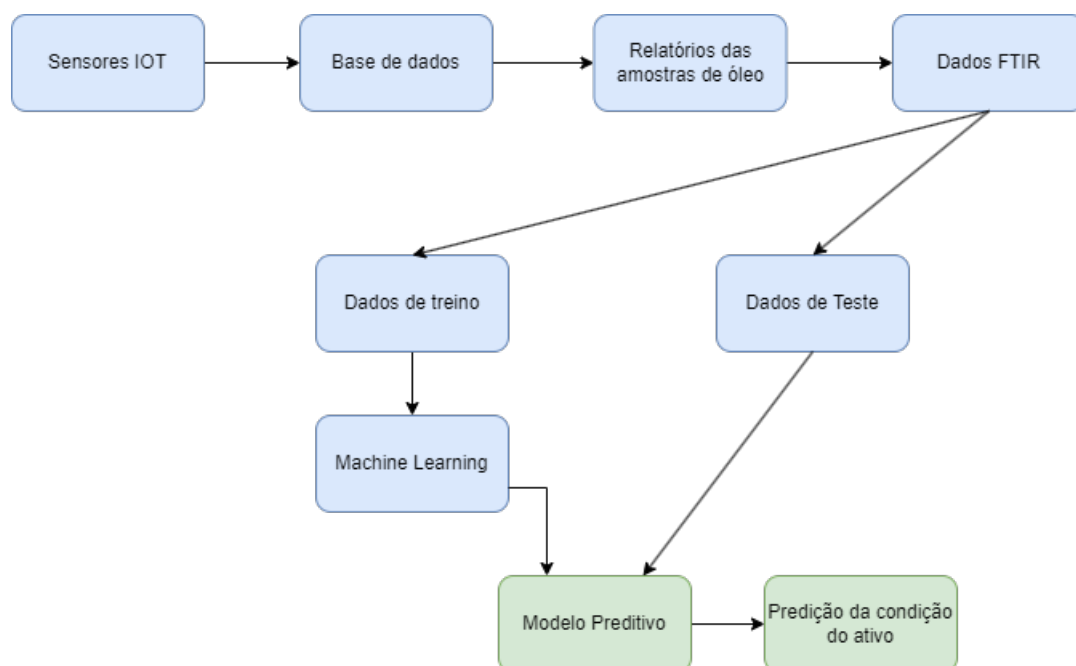 Sensores IOT
Base de dados
Relatórios das
amostras de óleo
Dados FTIR
Dados de treino
Dados de Teste
Machine Learning
Modelo Preditivo
Predição da condição
do ativo